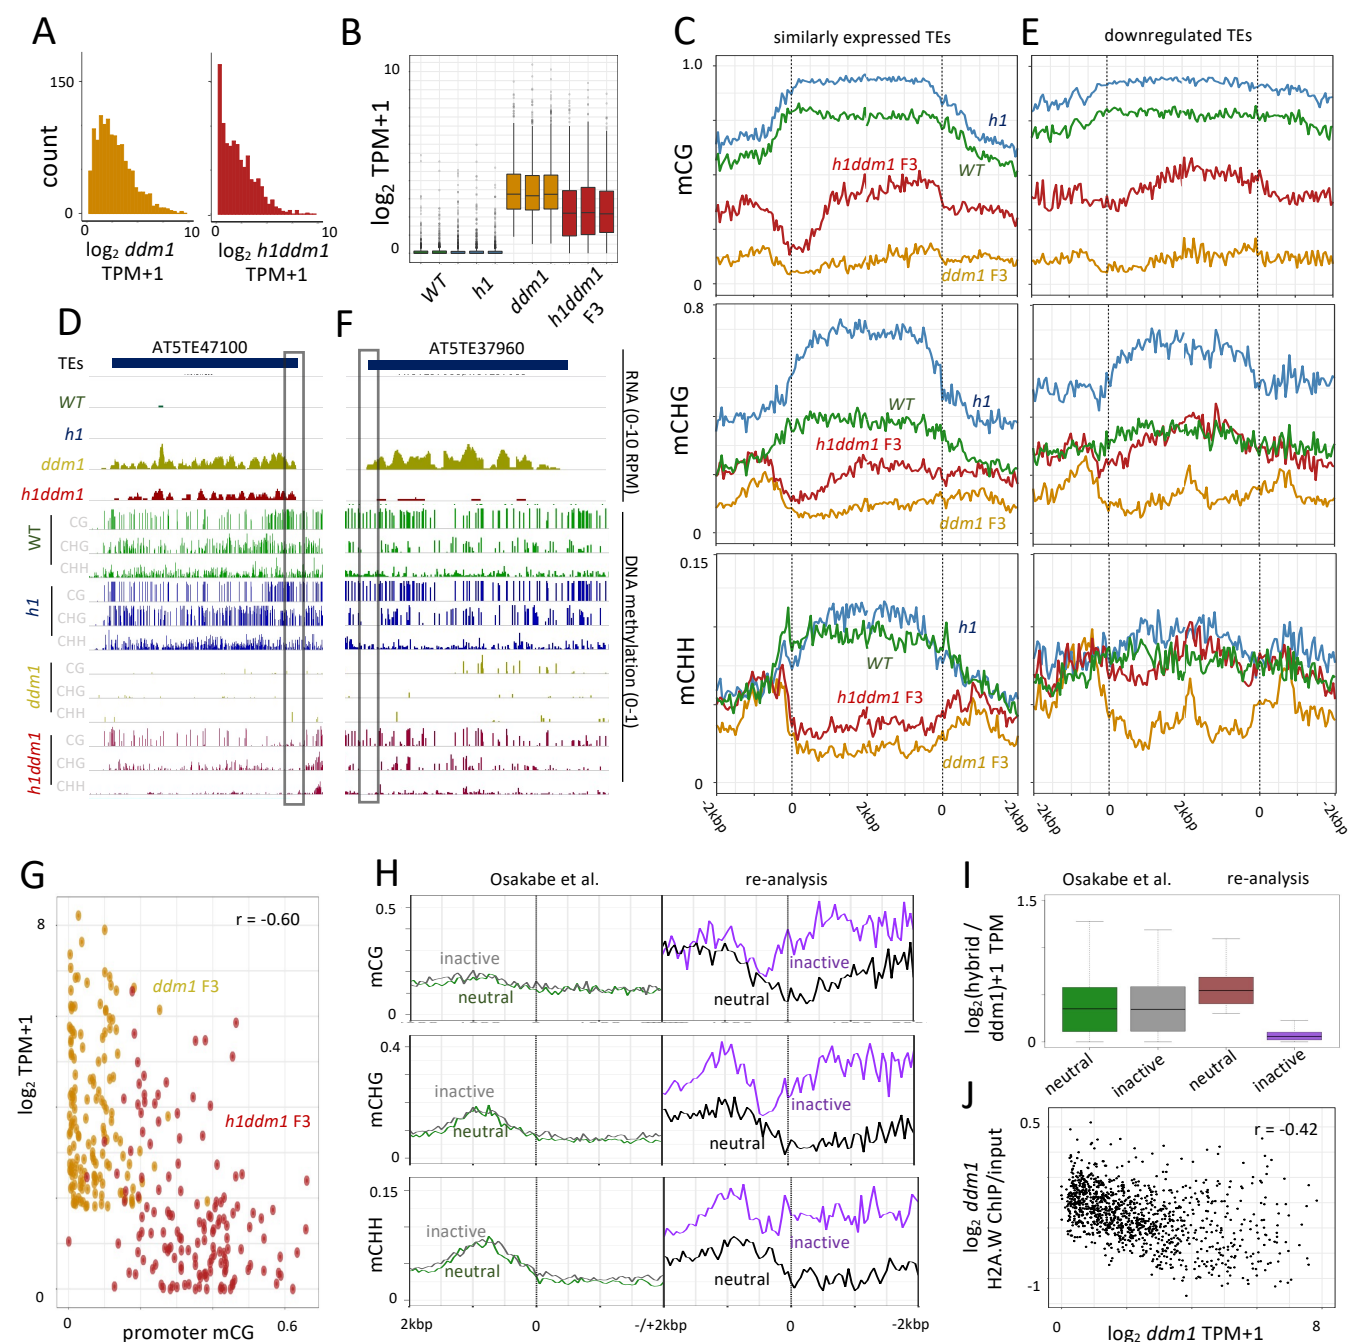 A
150
count
0
0
10
log2 ddm1
TPM+1
0
10
log2 h1ddm1
TPM+1
B
10
log2 TPM+1
0
WT
h1
ddm1
h1ddm1
F3
C
similarly expressed TEs
1.0
mCG
0
h1
WT
h1ddm1 F3
ddm1 F3
0.8
mCHG
0
WT
h1
h1ddm1 F3
ddm1 F3
0.15
mCHH
0
h1
WT
h1ddm1 F3
ddm1 F3
-2kbp
0
2kbp
0
-2kbp
E
downregulated TEs
-2kbp
0
2kbp
0
-2kbp
D
AT5TE47100
TEs
WT
h1
ddm1
h1ddm1
WT
CG
CHG
CHH
h1
CG
CHG
CHH
ddm1
CG
CHG
CHH
h1ddm1
CG
CHG
CHH
F
AT5TE37960
RNA (0-10 RPM)
DNA methylation (0-1)
G
8
log2 TPM+1
0
r = -0.60
ddm1 F3
h1ddm1 F3
0
0.6
promoter mCG
H
Osakabe et al.
re-analysis
0.5
mCG
0
inactive
neutral
inactive
neutral
0.4
mCHG
0
inactive
neutral
inactive
neutral
0.15
mCHH
0
inactive
neutral
inactive
neutral
2kbp
0
-/+2kbp
0
-2kbp
I
Osakabe et al.
re-analysis
1.5
log2(hybrid /
ddm1)+1 TPM
0
neutral
inactive
neutral
inactive
J
0.5
log2 ddm1
H2A.W ChIP/input
-1
r = -0.42
0
8
log2 ddm1 TPM+1